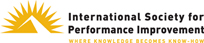 International Society for
Performance Improvement
WHERE KNOWLEDGE BECOMES KNOW-HOW